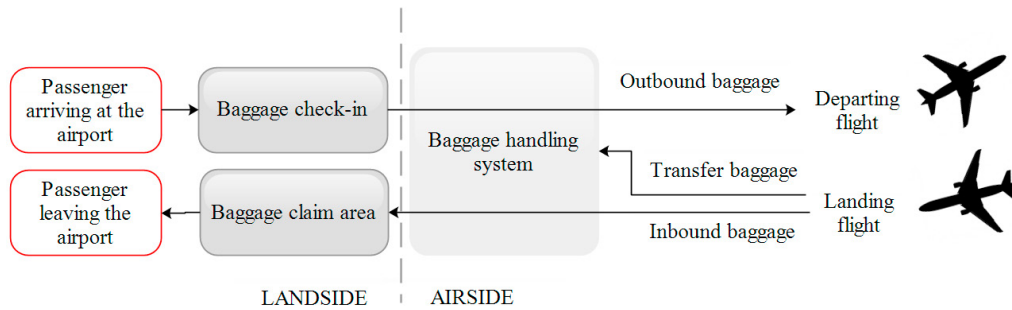 Passenger
arriving at the
airport
Baggage check-in
Outbound baggage
Departing
flight
Baggage handling
system
Transfer baggage
Passenger
leaving the
airport
Baggage claim area
Landing
flight
Inbound baggage
LANDSIDE
AIRSIDE